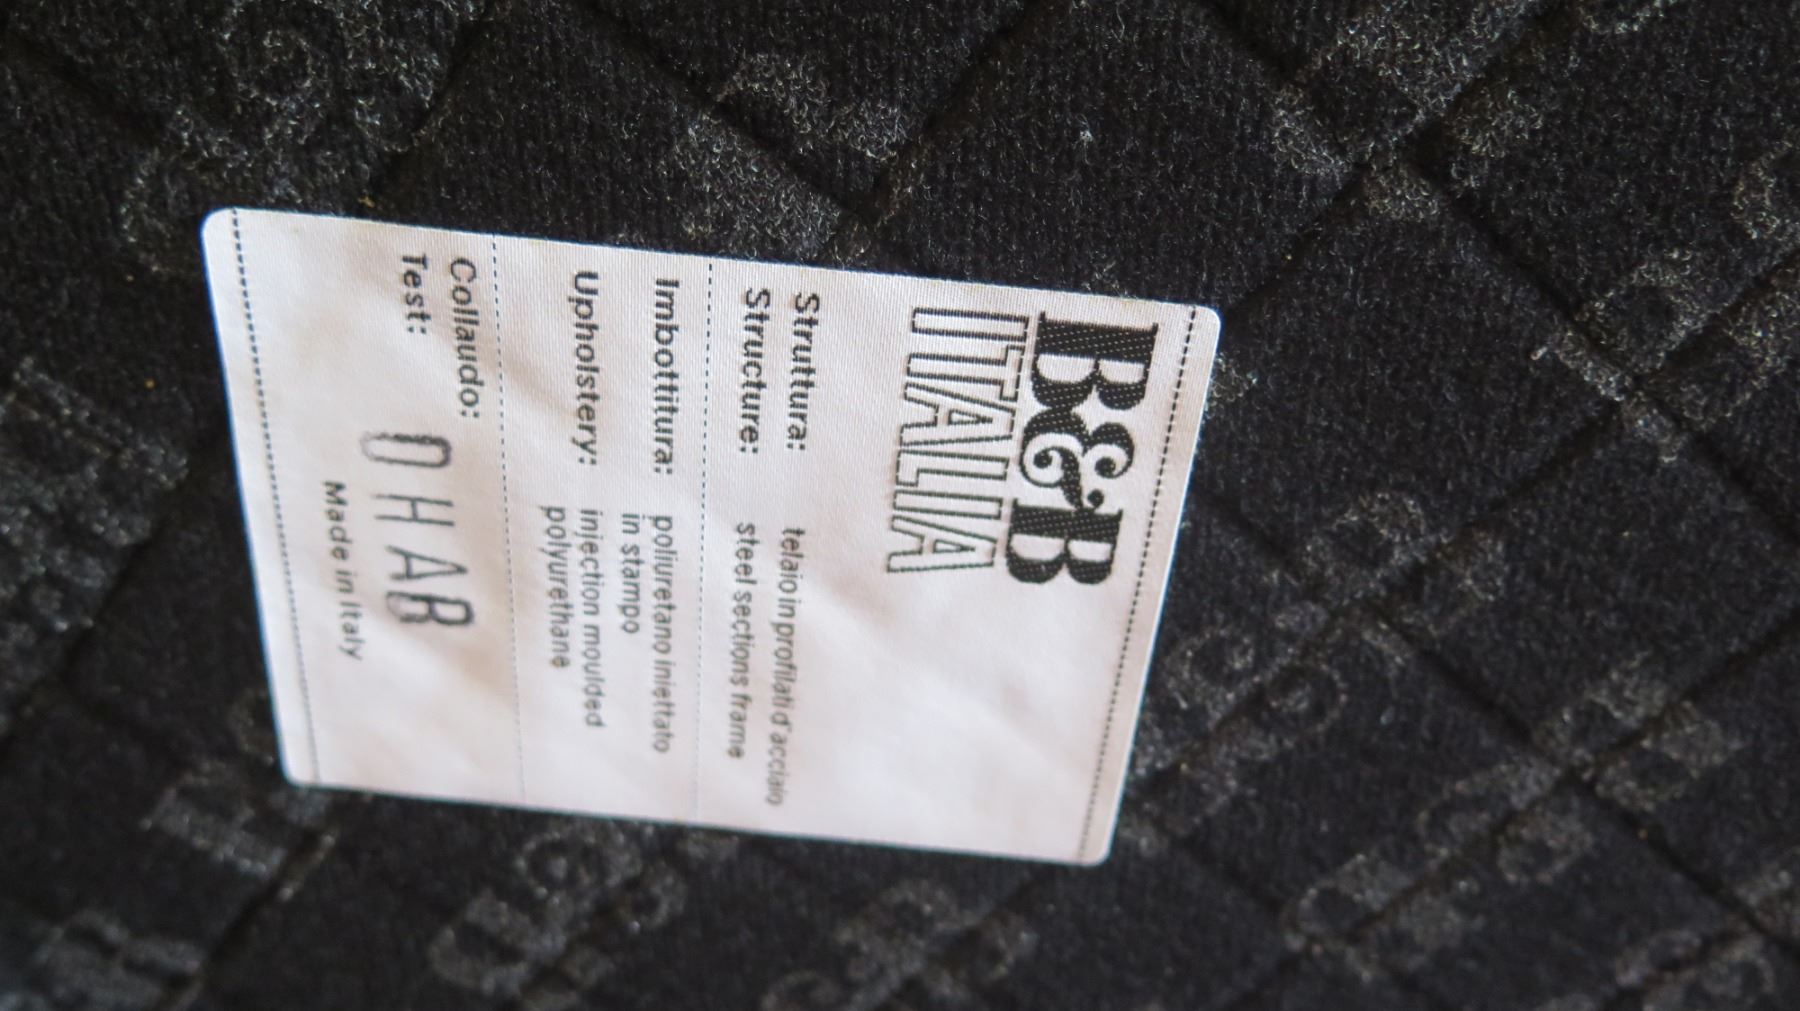 B&B
ITALIA
Struttura: telaio in profilati d'acciaio
Structure: steel sections frame
Imbottitura: poliuretano iniettato
in stampo
Upholstery: injection moulded
polyurethane
Collaudo:
Test:
OHAB
Made in Italy